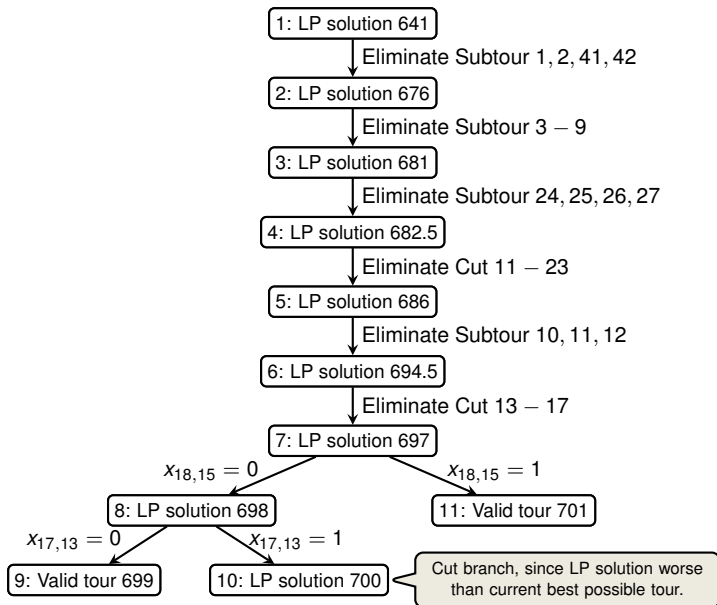 1: LP solution 641
Eliminate Subtour 1, 2, 41, 42
2: LP solution 676
Eliminate Subtour 3 − 9
3: LP solution 681
Eliminate Subtour 24, 25, 26, 27
4: LP solution 682.5
Eliminate Cut 11 − 23
5: LP solution 686
Eliminate Subtour 10, 11, 12
6: LP solution 694.5
Eliminate Cut 13 − 17
7: LP solution 697
x18,15 = 0
x18,15 = 1
8: LP solution 698
11: Valid tour 701
x17,13 = 0
x17,13 = 1
9: Valid tour 699
10: LP solution 700
Cut branch, since LP solution worse
than current best possible tour.